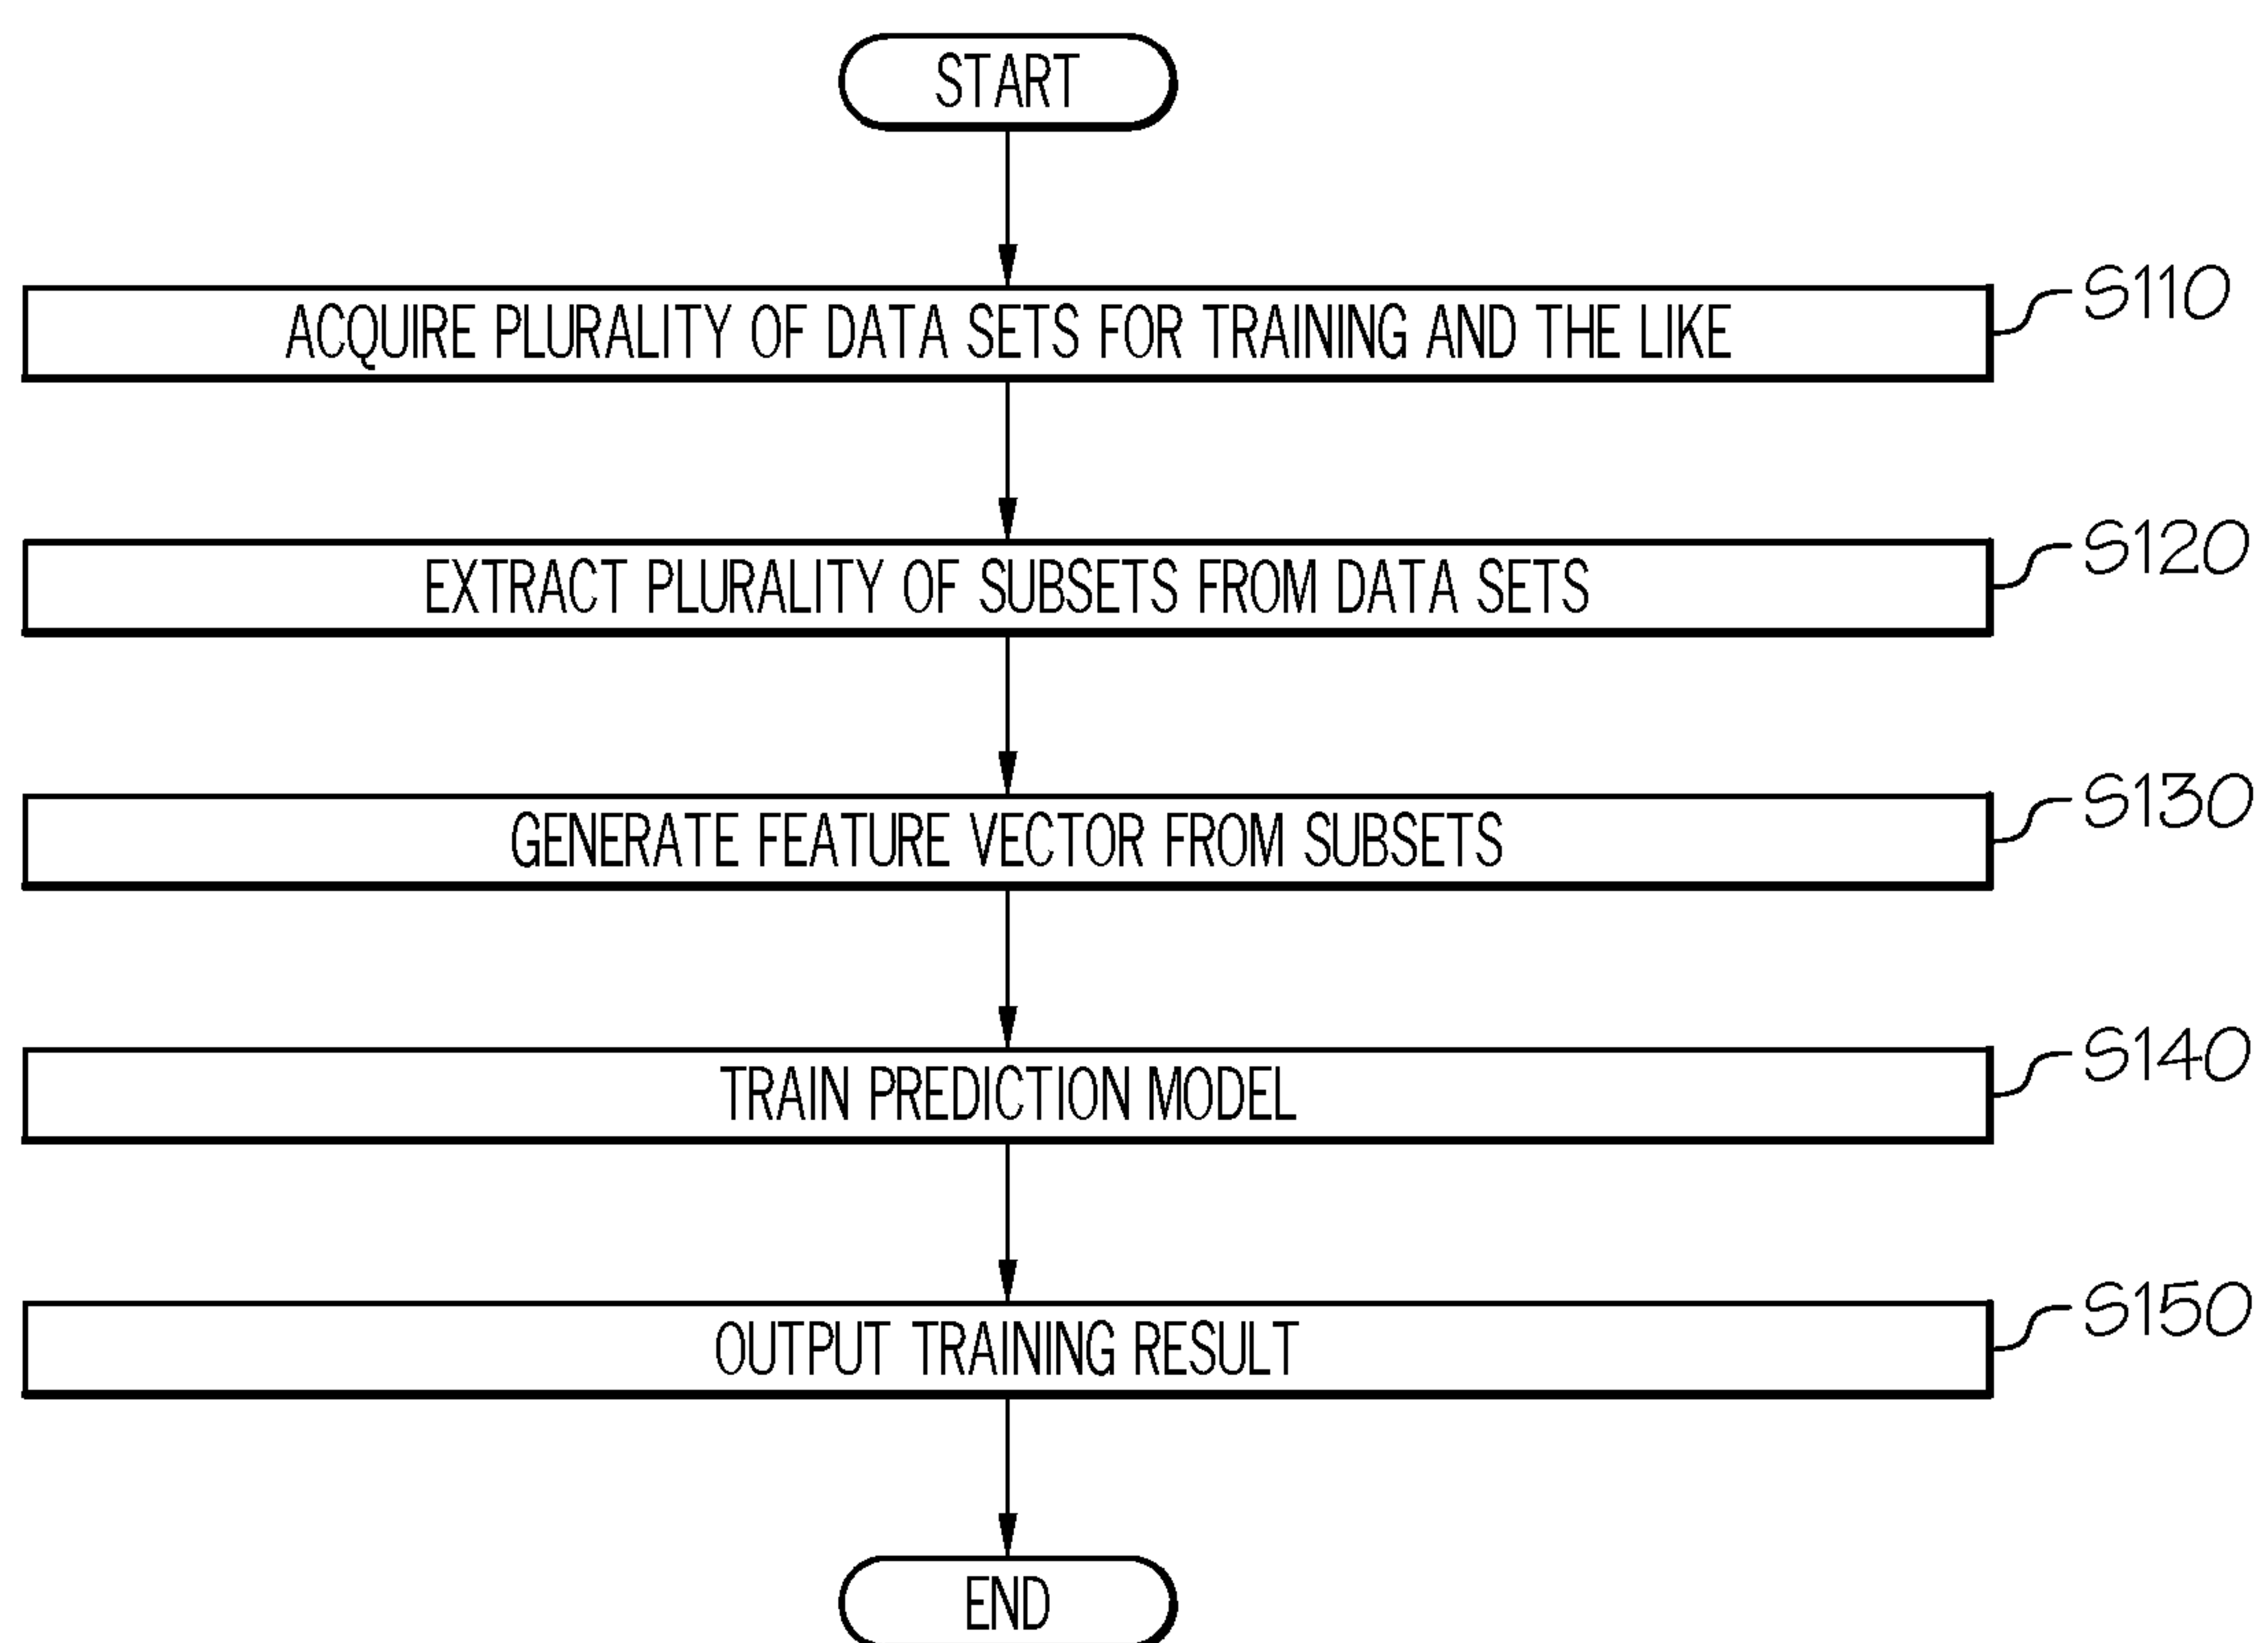 START
ACQUIRE PLURALITY OF DATA SETS FOR TRAINING AND THE LIKE
S110
EXTRACT PLURALITY OF SUBSETS FROM DATA SETS
S120
GENERATE FEATURE VECTOR FROM SUBSETS
S130
TRAIN PREDICTION MODEL
S140
OUTPUT TRAINING RESULT
S150
END